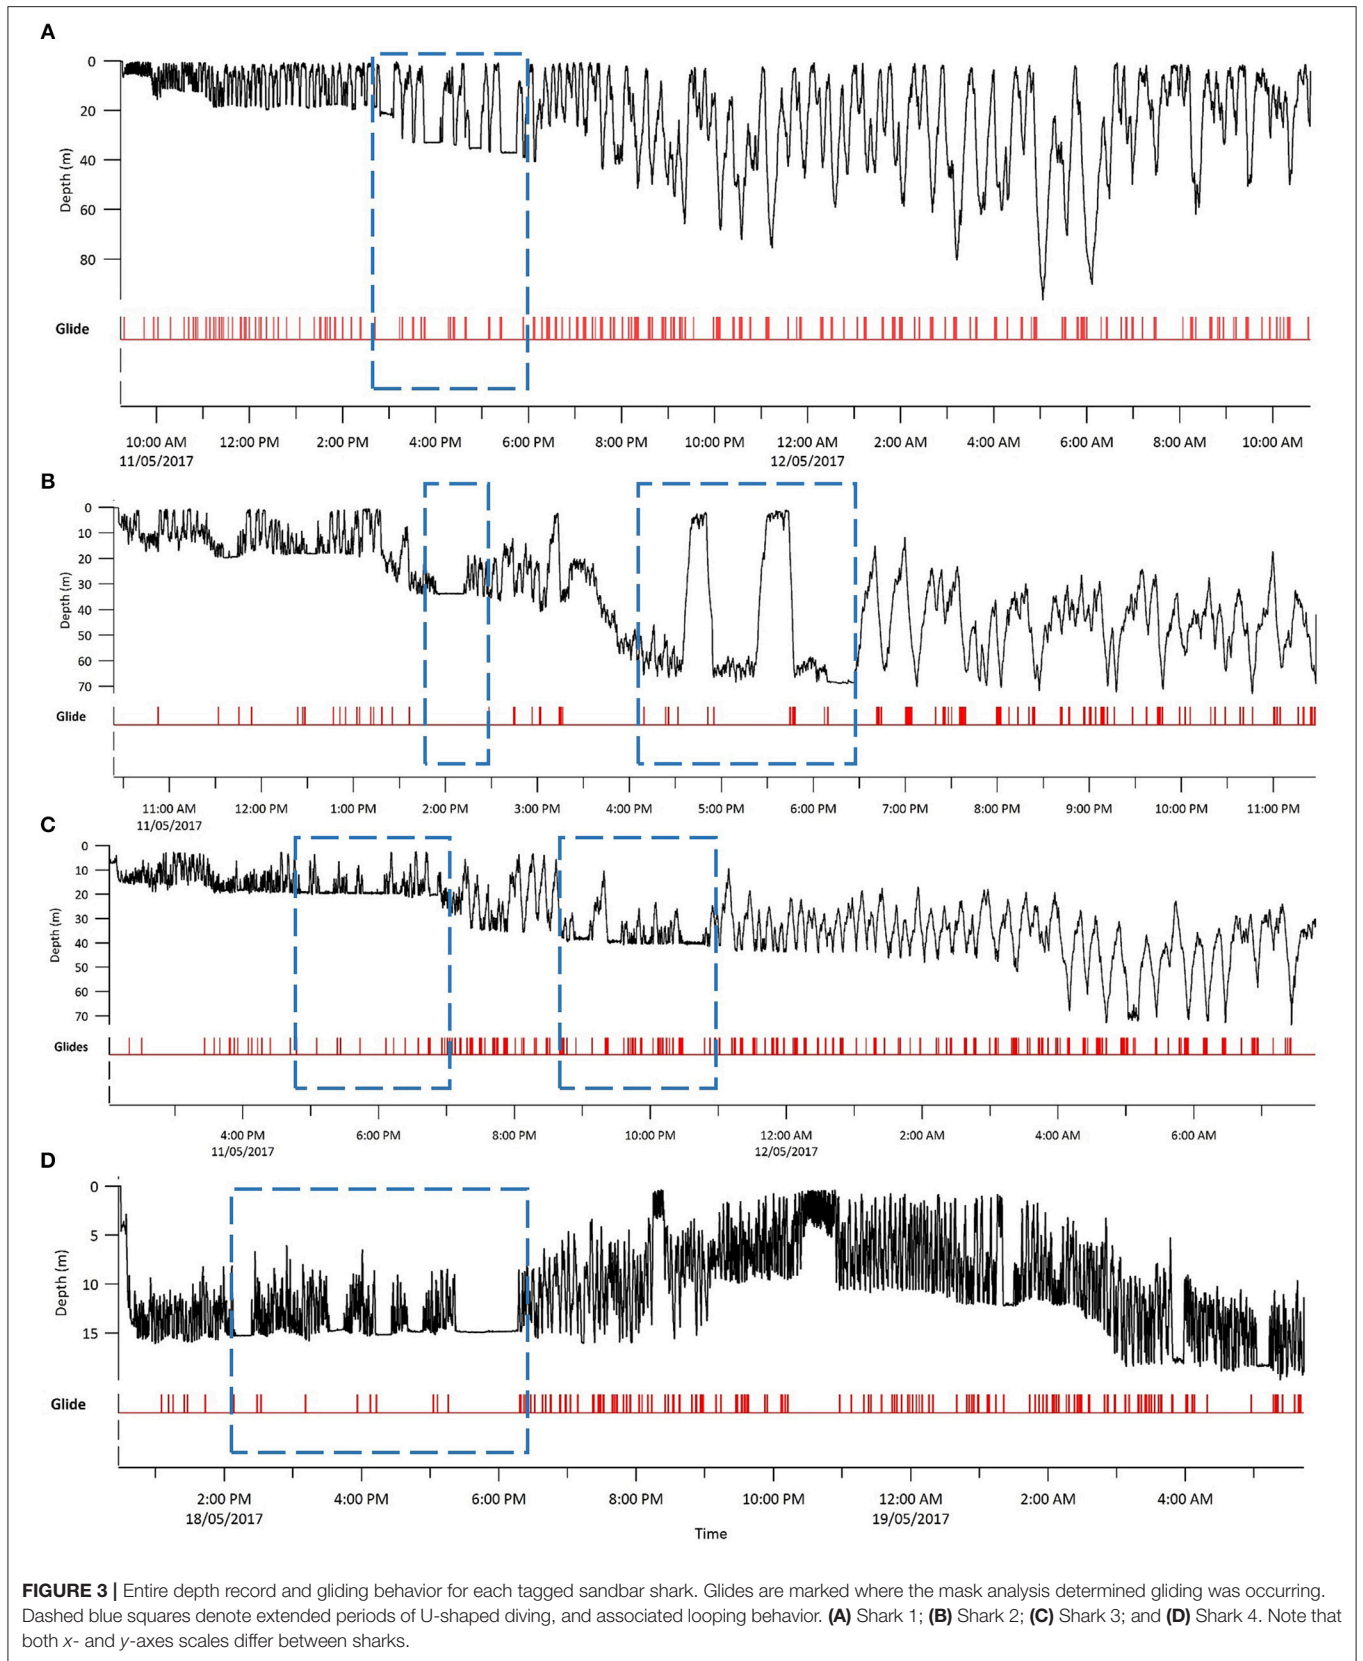 A
0
20
40
60
80
Depth (m)
Glide
10:00 AM 12:00 PM 2:00 PM 4:00 PM 6:00 PM 8:00 PM 10:00 PM 12:00 AM 2:00 AM 4:00 AM 6:00 AM 8:00 AM 10:00 AM
11/05/2017 12/05/2017
B
0
10
20
30
40
50
60
70
Depth (m)
Glide
11:00 AM 12:00 PM 1:00 PM 2:00 PM 3:00 PM 4:00 PM 5:00 PM 6:00 PM 7:00 PM 8:00 PM 9:00 PM 10:00 PM 11:00 PM
11/05/2017
C
0
10
20
30
40
50
60
70
Depth (m)
Glides
4:00 PM 6:00 PM 8:00 PM 10:00 PM 12:00 AM 2:00 AM 4:00 AM 6:00 AM
11/05/2017 12/05/2017
D
0
5
10
15
Depth (m)
Glide
2:00 PM 4:00 PM 6:00 PM 8:00 PM 10:00 PM 12:00 AM 2:00 AM 4:00 AM
18/05/2017 19/05/2017
Time
FIGURE 3 | Entire depth record and gliding behavior for each tagged sandbar shark. Glides are marked where the mask analysis determined gliding was occurring.
Dashed blue squares denote extended periods of U-shaped diving, and associated looping behavior. (A) Shark 1; (B) Shark 2; (C) Shark 3; and (D) Shark 4. Note that
both x- and y-axes scales differ between sharks.